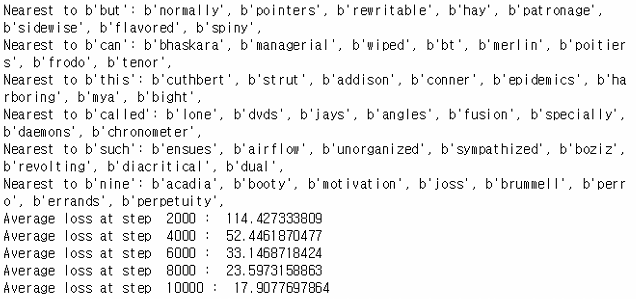 Nearest to b'but': b'normally', b'pointers', b'rewritable', b'hay', b'patronage',
b'sidewise', b'flavored', b'spiny',
Nearest to b'can': b'bhaskara', b'managerial', b'wiped', b'bt', b'merlin', b'poitier
s', b'frodo', b'tenor',
Nearest to b'this': b'cuthbert', b'strut', b'addison', b'conner', b'epidemics', b'ha
rboring', b'mya', b'bight',
Nearest to b'called': b'lone', b'dvds', b'jays', b'angles', b'fusion', b'specially',
b'daemons', b'chronometer',
Nearest to b'such': b'ensues', b'airflow', b'unorganized', b'sympathized', b'boziz',
b'revolting', b'diacritical', b'dual',
Nearest to b'nine': b'acadia', b'booty', b'motivation', b'joss', b'brummell', b'perr
o', b'errands', b'perpetuity',
Average loss at step  2000 :  114.427333809
Average loss at step  4000 :  52.4461870477
Average loss at step  6000 :  33.1468718424
Average loss at step  8000 :  23.5973158863
Average loss at step  10000 :  17.9077697864